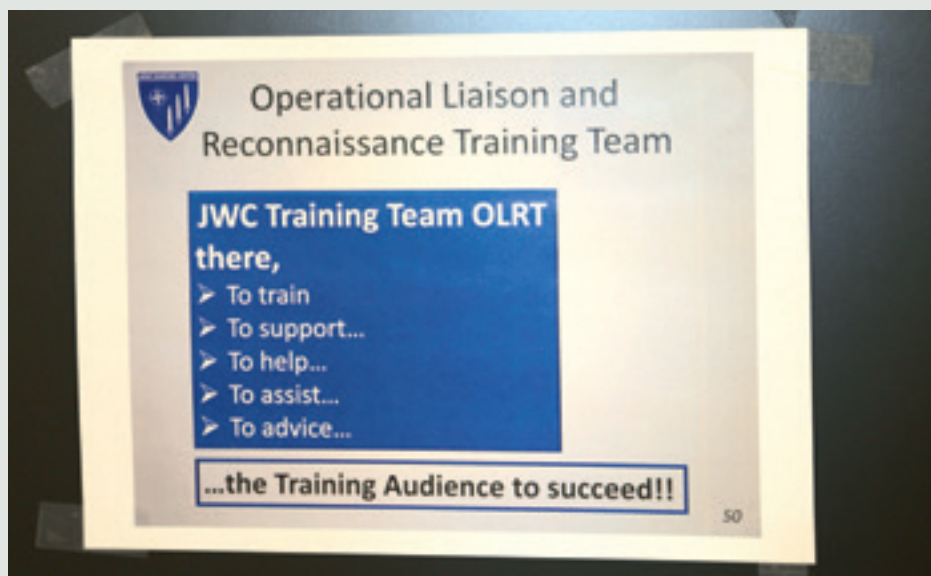 Operational Liaison and
Reconnaissance Training Team
JWC Training Team OLRT
there,
➤ To train
➤ To support...
➤ To help...
➤ To assist...
➤ To advice...
...the Training Audience to succeed!!
50